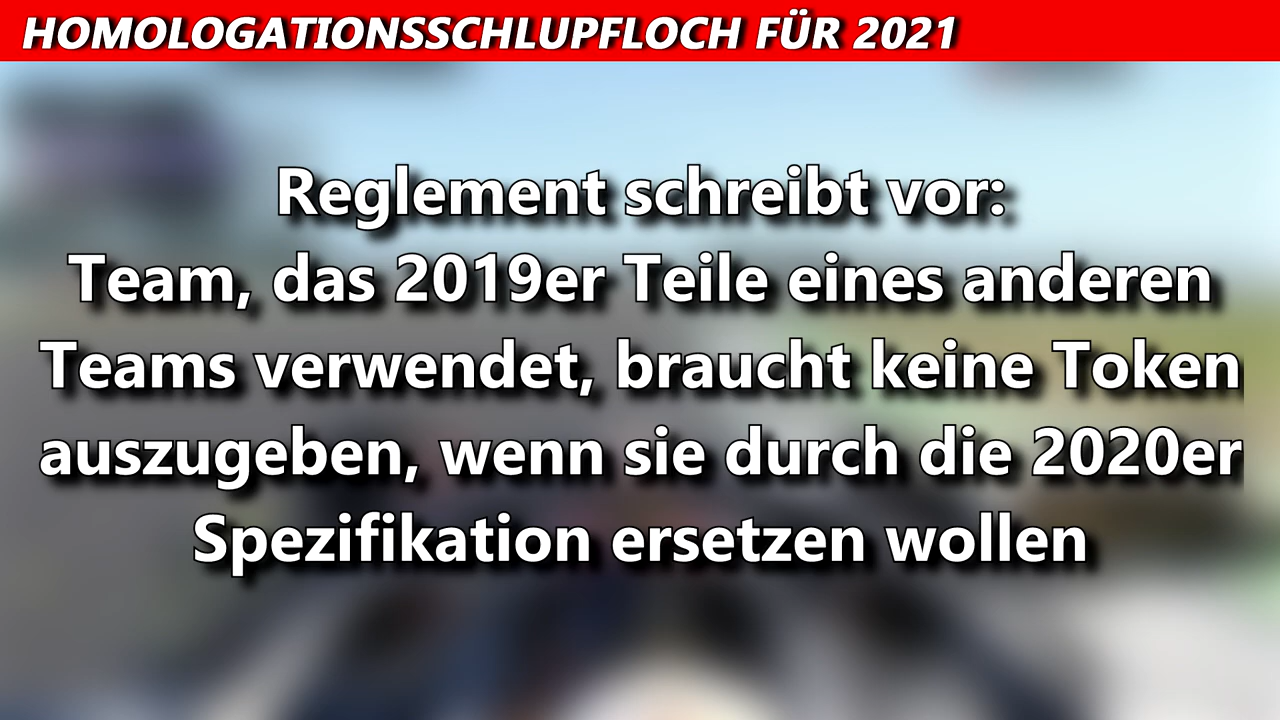 HOMOLOGATIONSSCHLUPFLOCH FÜR 2021
Reglement schreibt vor:
Team, das 2019er Teile eines anderen
Teams verwendet, braucht keine Token
auszugeben, wenn sie durch die 2020er
Spezifikation ersetzen wollen